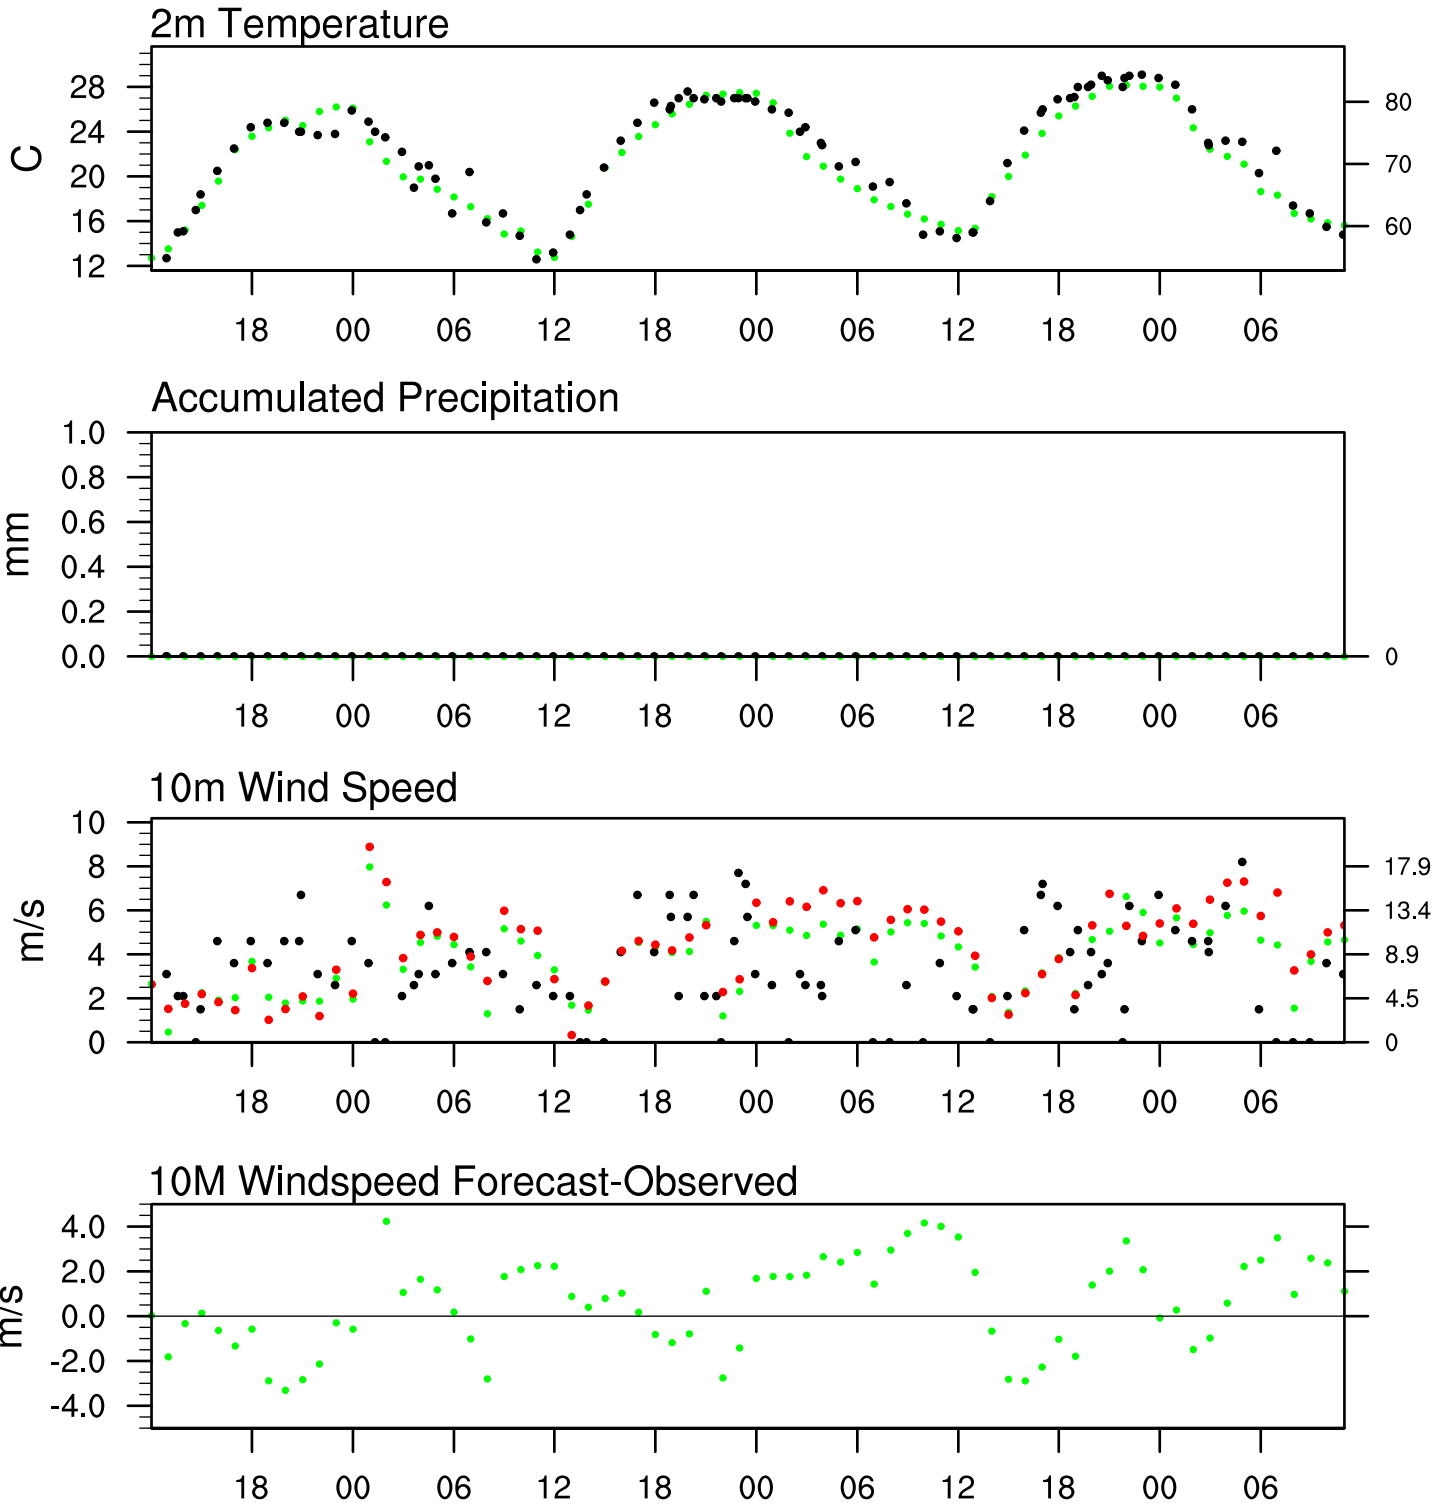 2m Temperature
C
28
24
20
16
12
80
70
60
18 00 06 12 18 00 06 12 18 00 06
Accumulated Precipitation
mm
1.0
0.8
0.6
0.4
0.2
0.0
0
18 00 06 12 18 00 06 12 18 00 06
10m Wind Speed
m/s
10
8
6
4
2
0
17.9
13.4
8.9
4.5
0
18 00 06 12 18 00 06 12 18 00 06
10M Windspeed Forecast-Observed
m/s
4.0
2.0
0.0
-2.0
-4.0
18 00 06 12 18 00 06 12 18 00 06